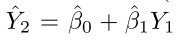 Ŷ₂ = β̂₀ + β̂₁Y₁